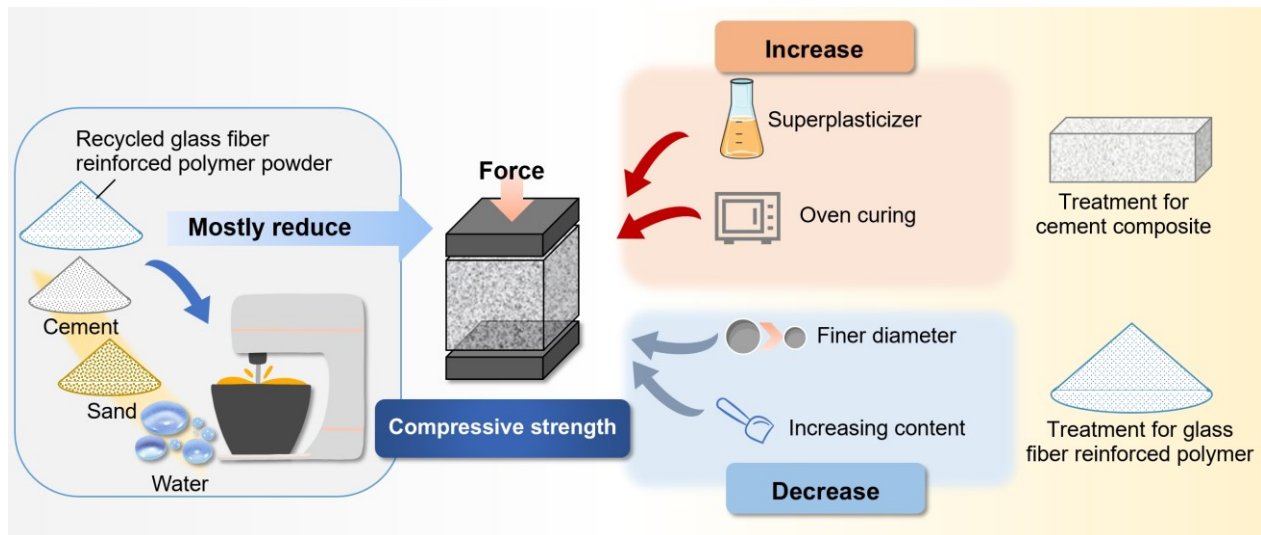 Recycled glass fiber
reinforced polymer powder
Mostly reduce
Cement
Sand
Water
Force
Compressive strength
Increase
Superplasticizer
Oven curing
Treatment for
cement composite
Finer diameter
Increasing content
Decrease
Treatment for glass
fiber reinforced polymer